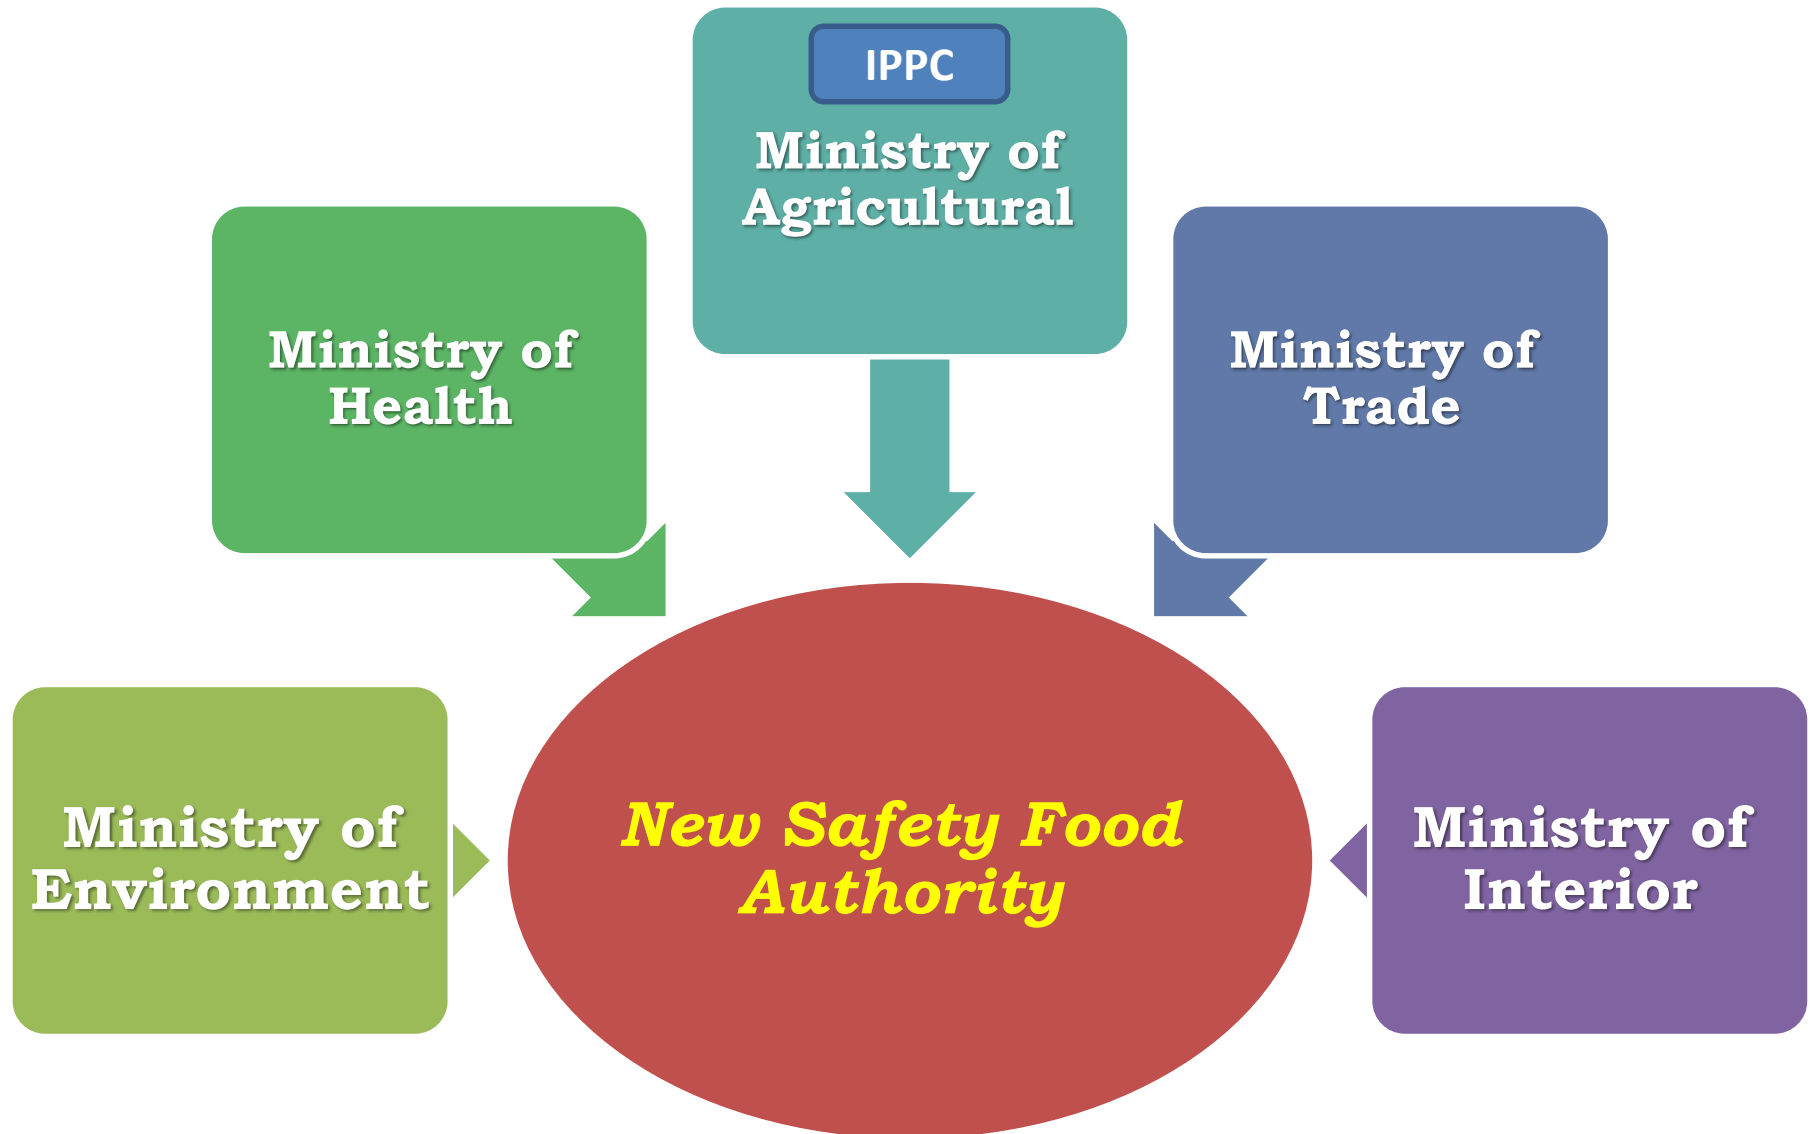 IPPC
Ministry of
Agricultural
Ministry of
Health
Ministry of
Trade
Ministry of
Environment
New Safety Food
Authority
Ministry of
Interior